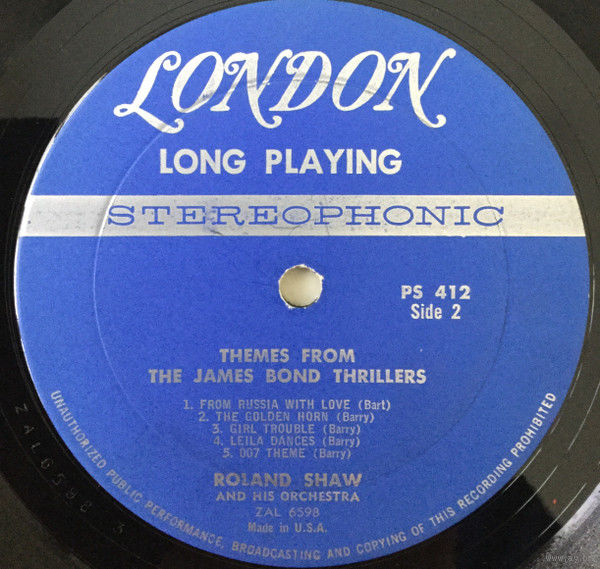 LONDON
LONG PLAYING
STEREOPHONIC
PS 412
Side 2
THEMES FROM
THE JAMES BOND THRILLERS
1. FROM RUSSIA WITH LOVE (Bart)
2. THE GOLDEN HORN (Barry)
3. GIRL TROUBLE (Barry)
4. LEILA DANCES (Barry)
5. 007 THEME (Barry)
ROLAND SHAW
AND HIS ORCHESTRA
ZAL 6598
Made in U.S.A.
UNAUTHORIZED PUBLIC PERFORMANCE, BROADCASTING AND COPYING OF THIS RECORDING PROHIBITED
ZAL6598